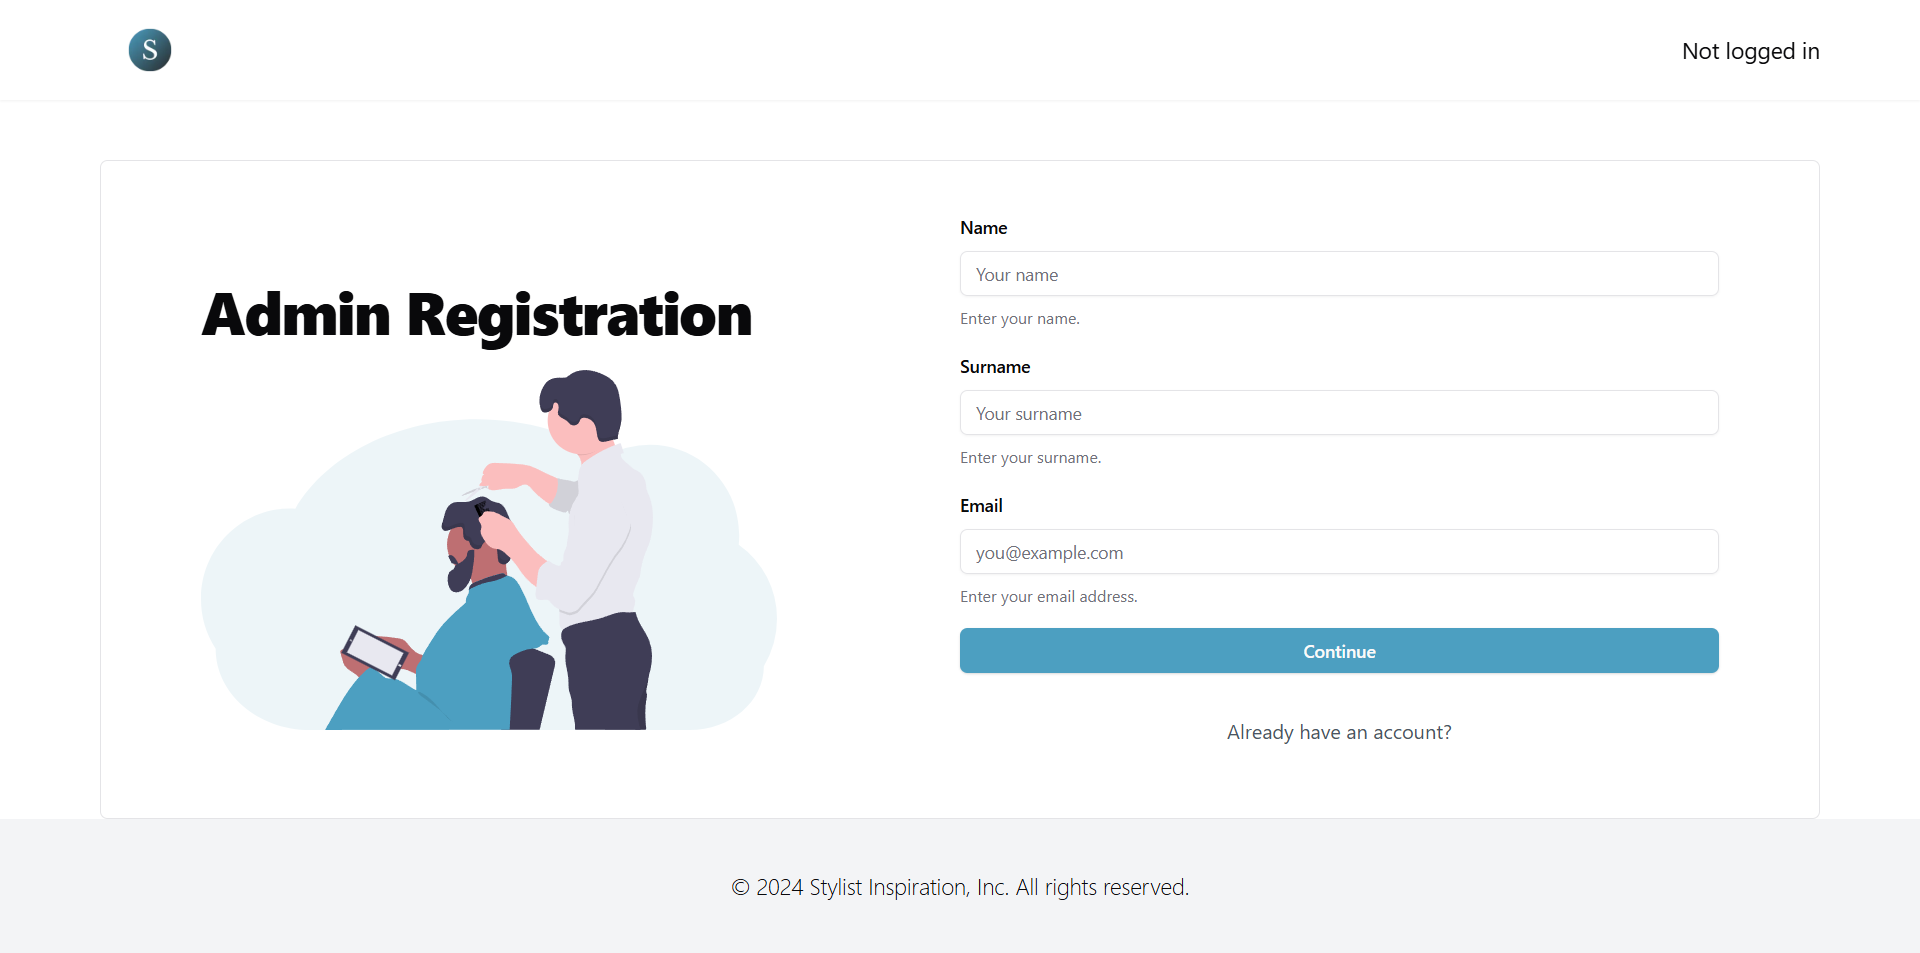 S
Not logged in
Admin Registration
Name
Your name
Enter your name.
Surname
Your surname
Enter your surname.
Email
you@example.com
Enter your email address.
Continue
Already have an account?
© 2024 Stylist Inspiration, Inc. All rights reserved.